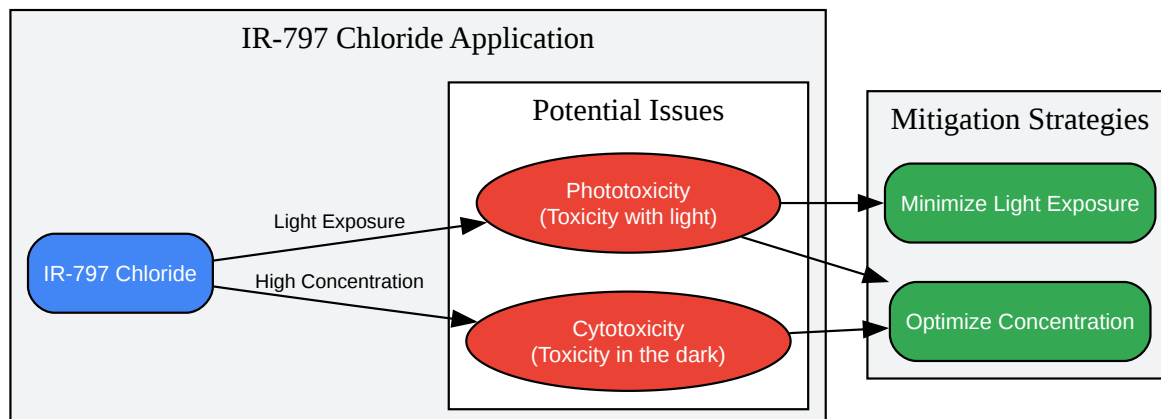 IR-797 Chloride Application
Potential Issues
Mitigation Strategies
Phototoxicity
(Toxicity with light)
Minimize Light Exposure
Light Exposure
IR-797 Chloride
High Concentration
Cytotoxicity
(Toxicity in the dark)
Optimize Concentration